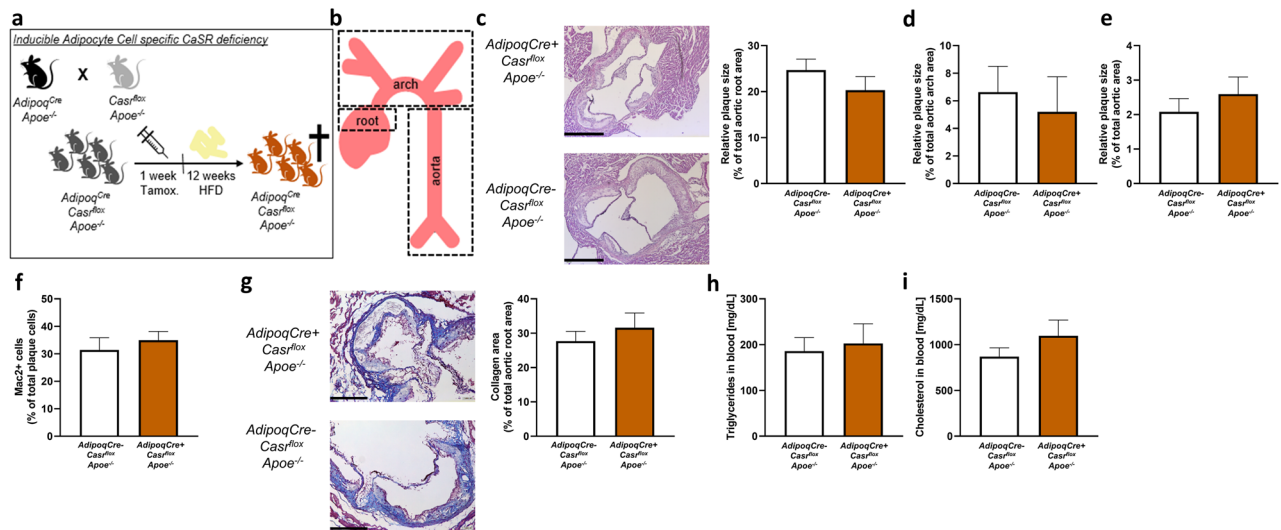 a
Inducible Adipocyte Cell specific CaSR deficiency
X
AdipoqCre
Apoe-/-
Casrflox
Apoe-/-
1 week
Tamox.
12 weeks
HFD
AdipoqCre
Casrflox
Apoe-/-
AdipoqCre
Casrflox
Apoe-/-
b
arch
root
aorta
c
AdipoqCre+
Casrflox
Apoe-/-
AdipoqCre-
Casrflox
Apoe-/-
Relative plaque size
(% of total aortic root area)
30
20
10
0
AdipoqCre-
Casrflox
Apoe-/-
AdipoqCre+
Casrflox
Apoe-/-
d
Relative plaque size
(% of total aortic arch area)
10
8
6
4
2
0
AdipoqCre-
Casrflox
Apoe-/-
AdipoqCre+
Casrflox
Apoe-/-
e
Relative plaque size
(% of total aortic area)
4
3
2
1
0
AdipoqCre-
Casrflox
Apoe-/-
AdipoqCre+
Casrflox
Apoe-/-
f
Mac2+ cells
(% of total plaque cells)
50
40
30
20
10
0
AdipoqCre-
Casrflox
Apoe-/-
AdipoqCre+
Casrflox
Apoe-/-
g
AdipoqCre+
Casrflox
Apoe-/-
AdipoqCre-
Casrflox
Apoe-/-
Collagen area
(% of total aortic root area)
50
40
30
20
10
0
AdipoqCre-
Casrflox
Apoe-/-
AdipoqCre+
Casrflox
Apoe-/-
h
Triglycerides in blood [mg/dL]
300
200
100
0
AdipoqCre-
Casrflox
Apoe-/-
AdipoqCre+
Casrflox
Apoe-/-
i
Cholesterol in blood [mg/dL]
1500
1000
500
0
AdipoqCre-
Casrflox
Apoe-/-
AdipoqCre+
Casrflox
Apoe-/-